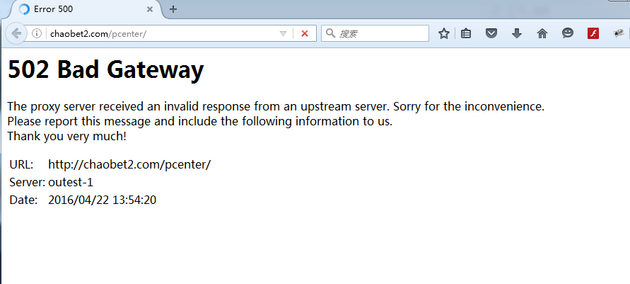 Error 500
chaobet2.com/pcenter/
搜索
502 Bad Gateway
The proxy server received an invalid response from an upstream server. Sorry for the inconvenience.
Please report this message and include the following information to us.
Thank you very much!
URL: http://chaobet2.com/pcenter/
Server: outest-1
Date: 2016/04/22 13:54:20